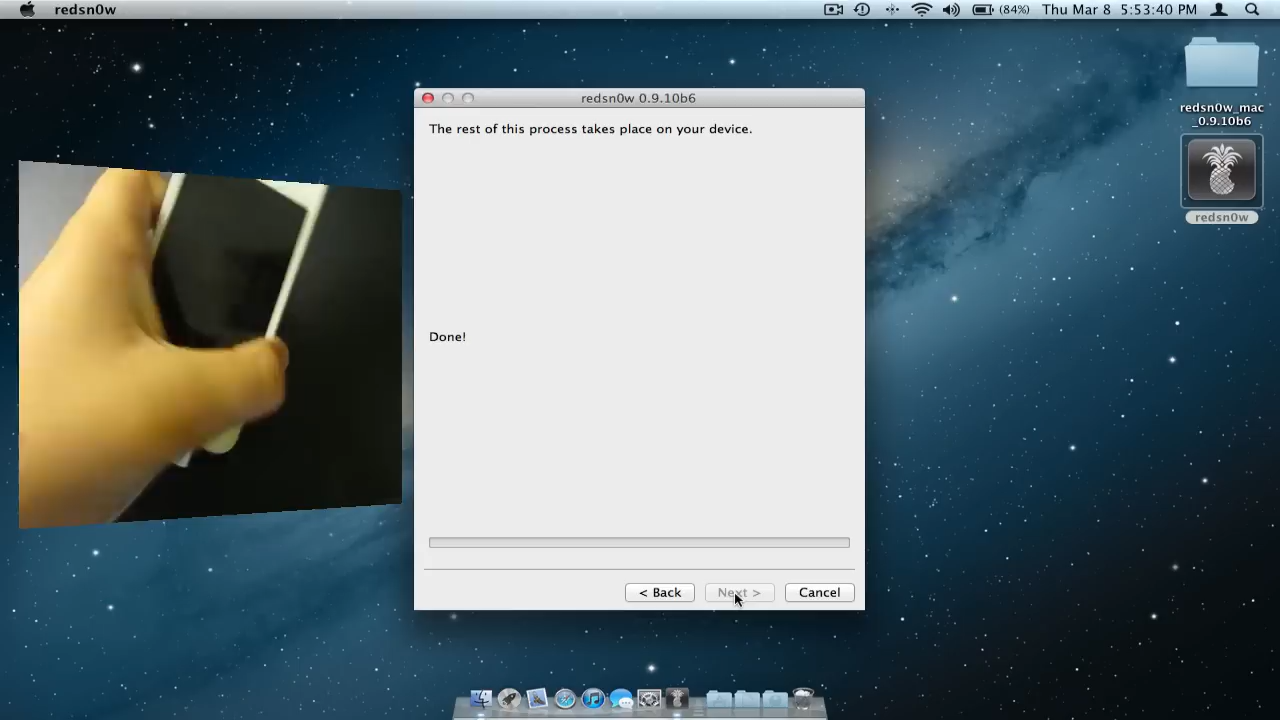 redsn0w
(84%) Thu Mar 8 5:53:40 PM
redsn0w 0.9.10b6
The rest of this process takes place on your device.
Done!
< Back
Next >
Cancel
redsn0w_mac
_0.9.10b6
redsn0w